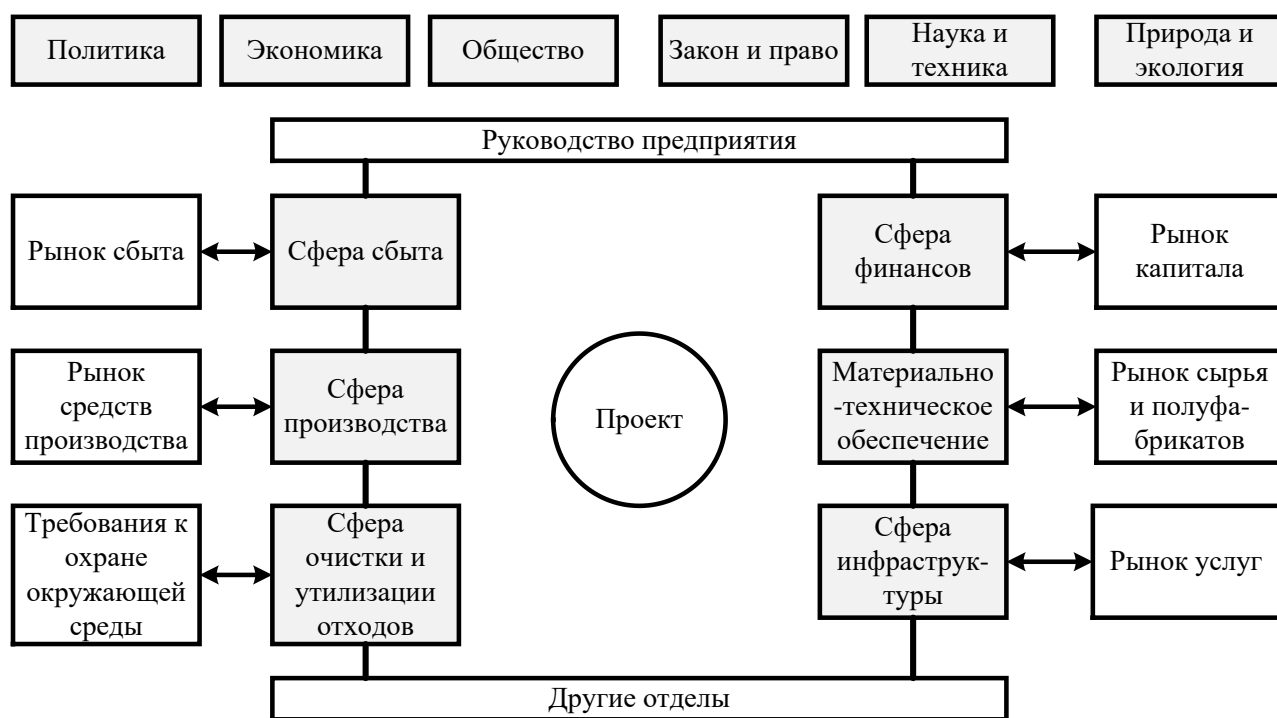 Политика
Экономика
Общество
Закон и право
Наука и
техника
Природа и
экология
Руководство предприятия
Рынок сбыта
Сфера сбыта
Сфера
финансов
Рынок
капитала
Рынок
средств
производства
Сфера
производства
Проект
Материально
-техническое
обеспечение
Рынок сырья
и полуфа-
брикатов
Требования к
охране
окружающей
среды
Сфера
очистки и
утилизации
отходов
Сфера
инфраструк-
туры
Рынок услуг
Другие отделы